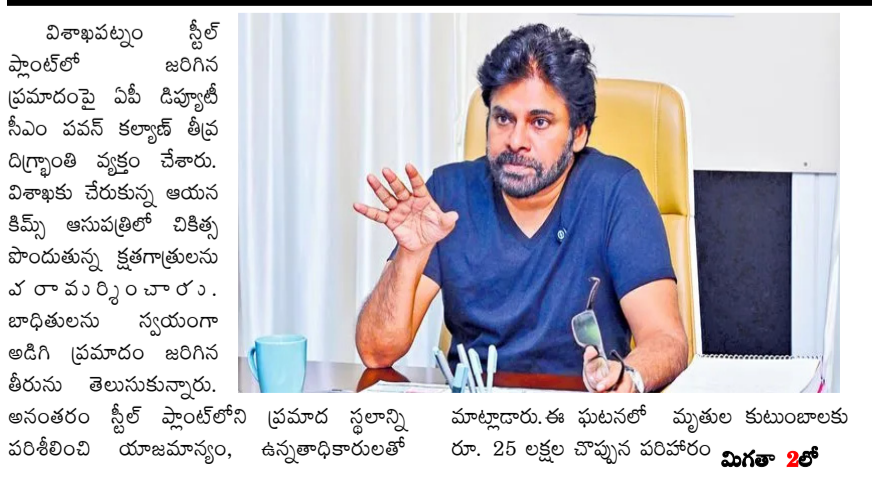 విశాఖపట్నం స్టీల్
ప్లాంట్‌లో జరిగిన
ప్రమాదంపై ఏపీ డిప్యూటీ
సీఎం పవన్ కల్యాణ్ తీవ్ర
దిగ్భ్రాంతి వ్యక్తం చేశారు.
విశాఖకు చేరుకున్న ఆయన
కిమ్స్ ఆసుపత్రిలో చికిత్స
పొందుతున్న క్షతగాత్రులను
పరామర్శించారు.
బాధితులను స్వయంగా
అడిగి ప్రమాదం జరిగిన
తీరును తెలుసుకున్నారు.
అనంతరం స్టీల్ ప్లాంట్‌లోని ప్రమాద స్థలాన్ని
పరిశీలించి యాజమాన్యం, ఉన్నతాధికారులతో
మాట్లాడారు.ఈ ఘటనలో మృతుల కుటుంబాలకు
రూ. 25 లక్షల చొప్పున పరిహారం
మిగతా 2లో